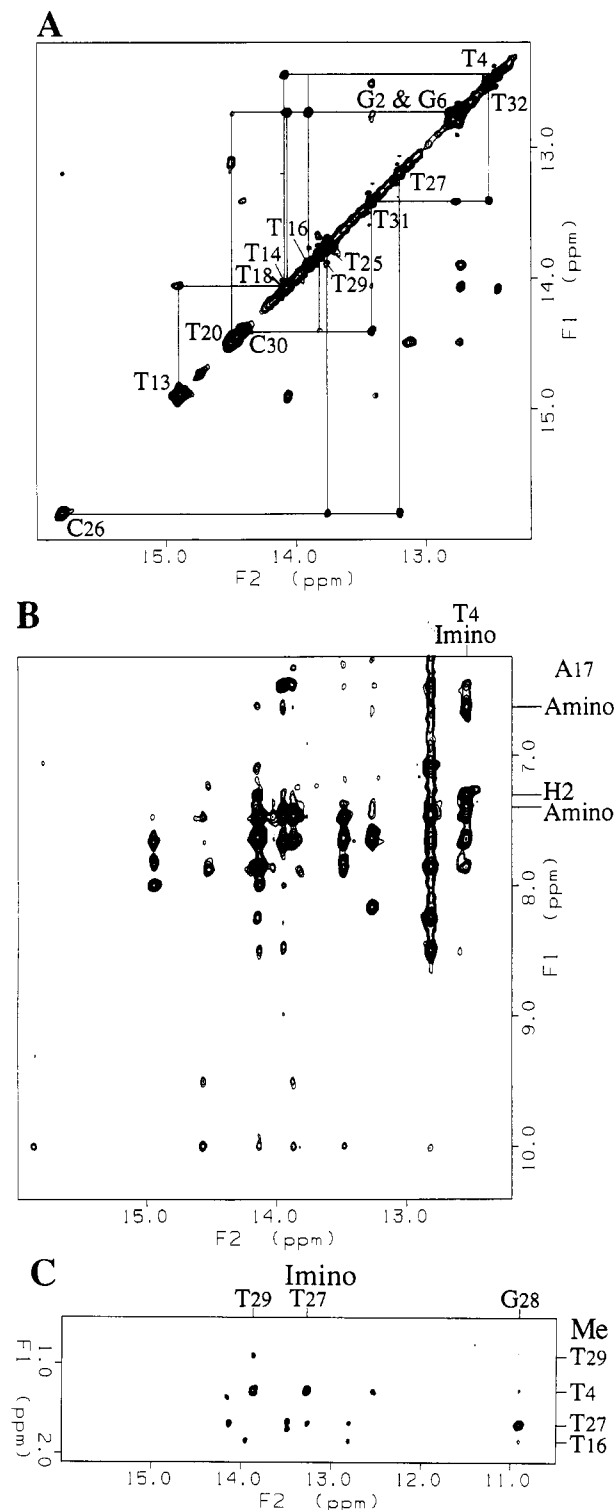 A
T4
G2 & G6
T32
13.0
T27
T16
T31
T14
T25
14.0
T18
T29
F1 (ppm)
T20
C30
T13
15.0
C26
15.0 14.0 13.0
F2 (ppm)
B
T4
Imino
A17
Amino
7.0
H2
Amino
8.0
F1 (ppm)
9.0
10.0
15.0 14.0 13.0
F2 (ppm)
C
Imino
T29 T27 G28
Me
1.0
T29
F1 (ppm)
T4
T27
2.0
T16
14.0 13.0 12.0 11.0
F2 (ppm)